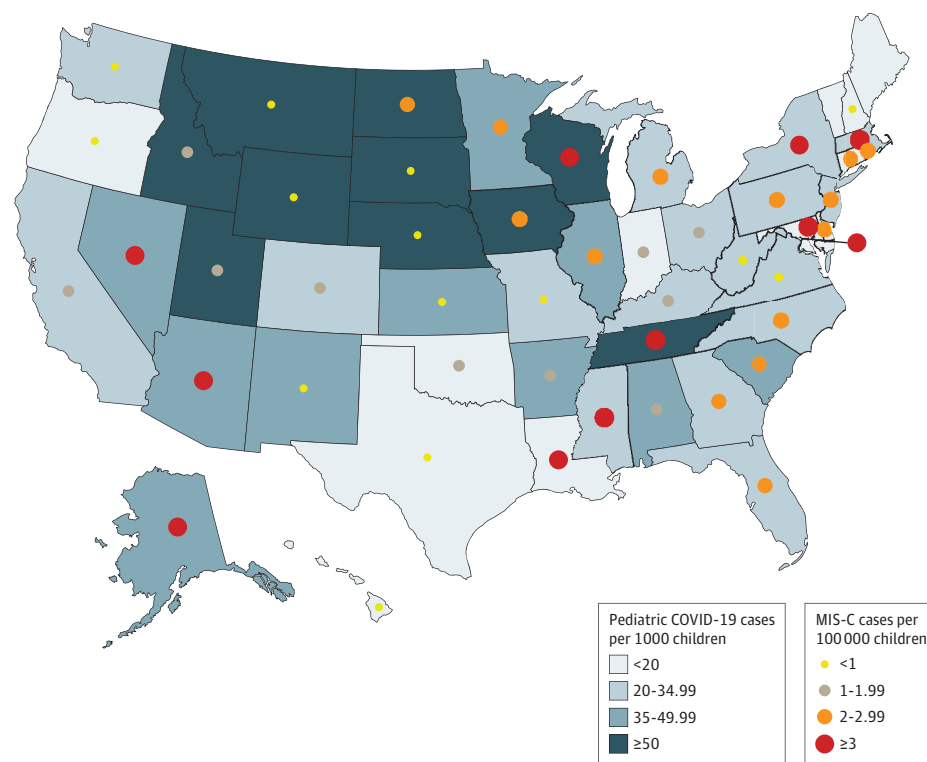 Pediatric COVID-19 cases
per 1000 children
<20
20-34.99
35-49.99
≥50
MIS-C cases per
100 000 children
<1
1-1.99
2-2.99
≥3